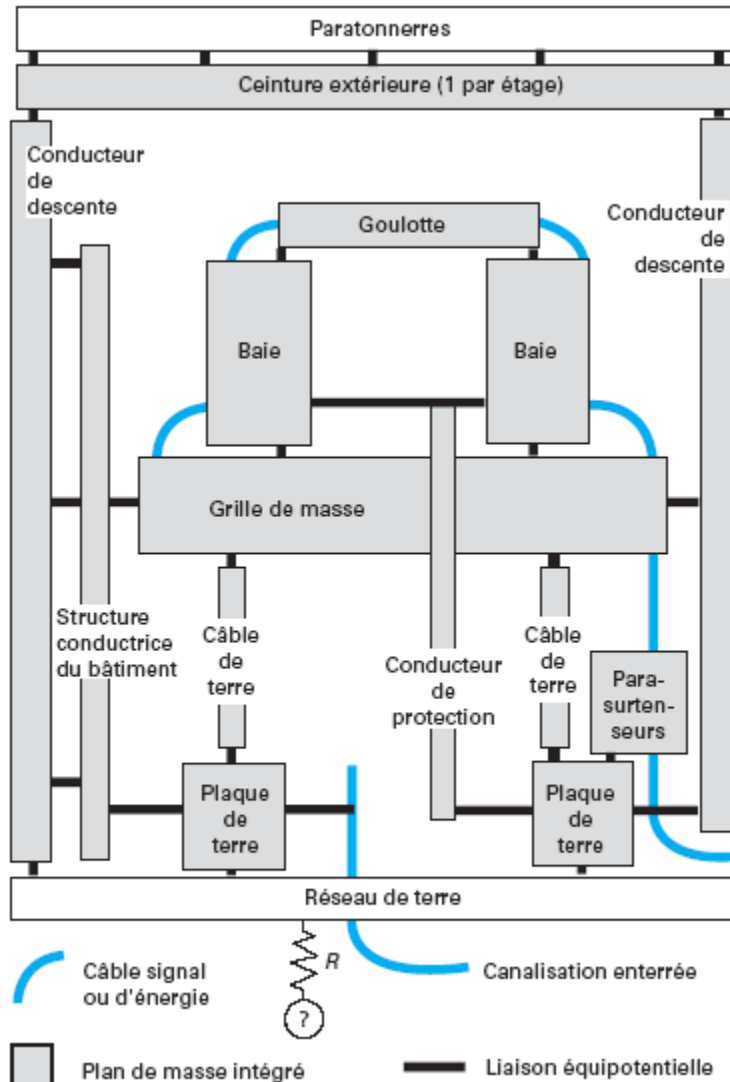 Paratonnerres
Ceinture extérieure (1 par étage)
Conducteur
de
descente
Goulotte
Conducteur
de
descente
Baie
Baie
Grille de masse
Structure
conductrice
du bâtiment
Câble
de
terre
Conducteur
de
protection
Câble
de
terre
Para-
surten-
seurs
Plaque
de
terre
Plaque
de
terre
Réseau de terre
R
?
Câble signal
ou d'énergie
Canalisation enterrée
Plan de masse intégré
Liaison équipotentielle